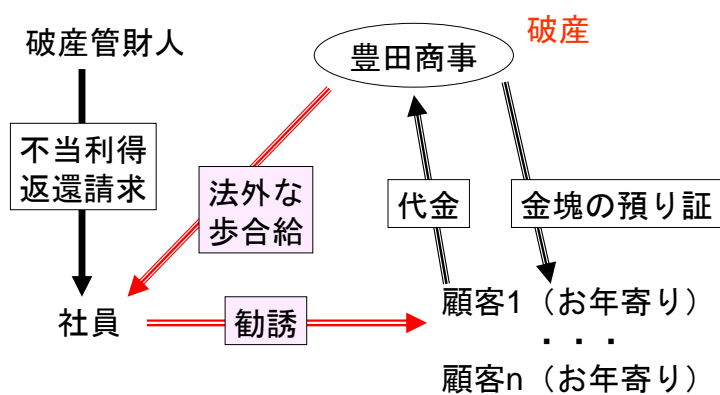 破産
破産管財人
豊田商事
不当利得
返還請求
法外な
歩合給
代金
金塊の預り証
社員
勧誘
顧客1（お年寄り）
・・・
顧客n（お年寄り）